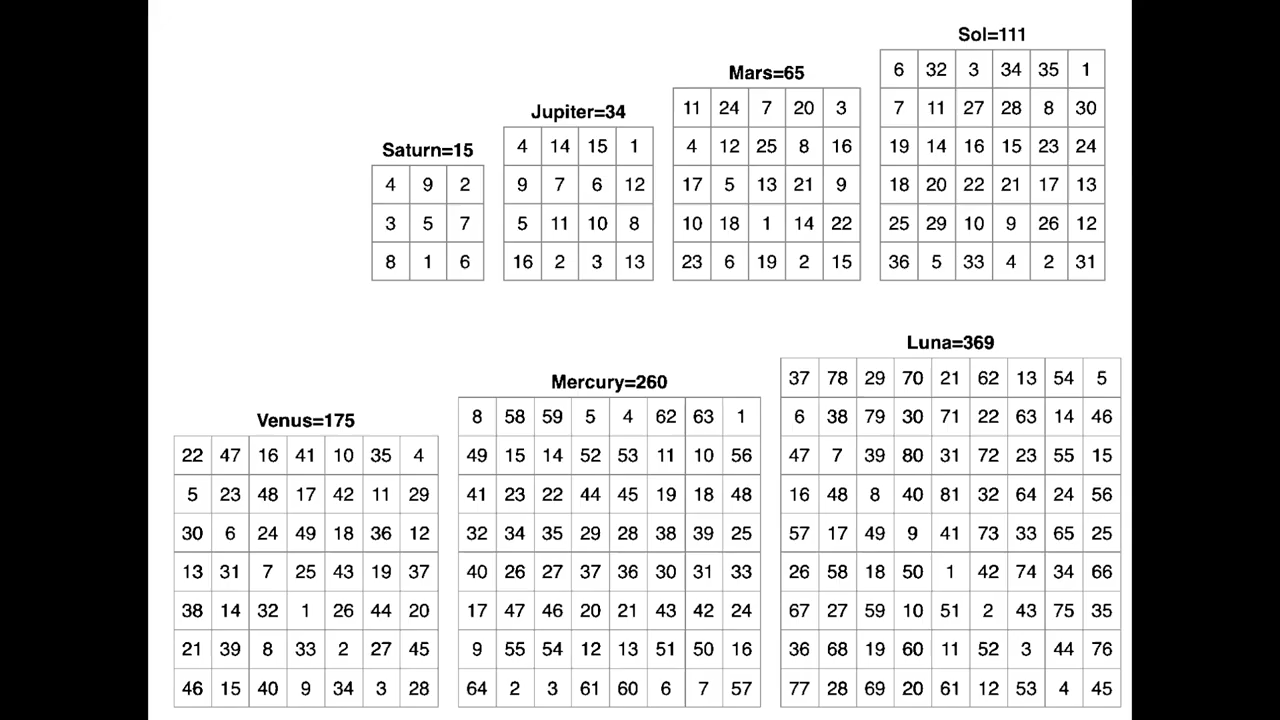 Saturn=15
4 9 2
3 5 7
8 1 6
Jupiter=34
4 14 15 1
9 7 6 12
5 11 10 8
16 2 3 13
Mars=65
11 24 7 20 3
4 12 25 8 16
17 5 13 21 9
10 18 1 14 22
23 6 19 2 15
Sol=111
6 32 3 34 35 1
7 11 27 28 8 30
19 14 16 15 23 24
18 20 22 21 17 13
25 29 10 9 26 12
36 5 33 4 2 31
Venus=175
22 47 16 41 10 35 4
5 23 48 17 42 11 29
30 6 24 49 18 36 12
13 31 7 25 43 19 37
38 14 32 1 26 44 20
21 39 8 33 2 27 45
46 15 40 9 34 3 28
Mercury=260
8 58 59 5 4 62 63 1
49 15 14 52 53 11 10 56
41 23 22 44 45 19 18 48
32 34 35 29 28 38 39 25
40 26 27 37 36 30 31 33
17 47 46 20 21 43 42 24
9 55 54 12 13 51 50 16
64 2 3 61 60 6 7 57
Luna=369
37 78 29 70 21 62 13 54 5
6 38 79 30 71 22 63 14 46
47 7 39 80 31 72 23 55 15
16 48 8 40 81 32 64 24 56
57 17 49 9 41 73 33 65 25
26 58 18 50 1 42 74 34 66
67 27 59 10 51 2 43 75 35
36 68 19 60 11 52 3 44 76
77 28 69 20 61 12 53 4 45